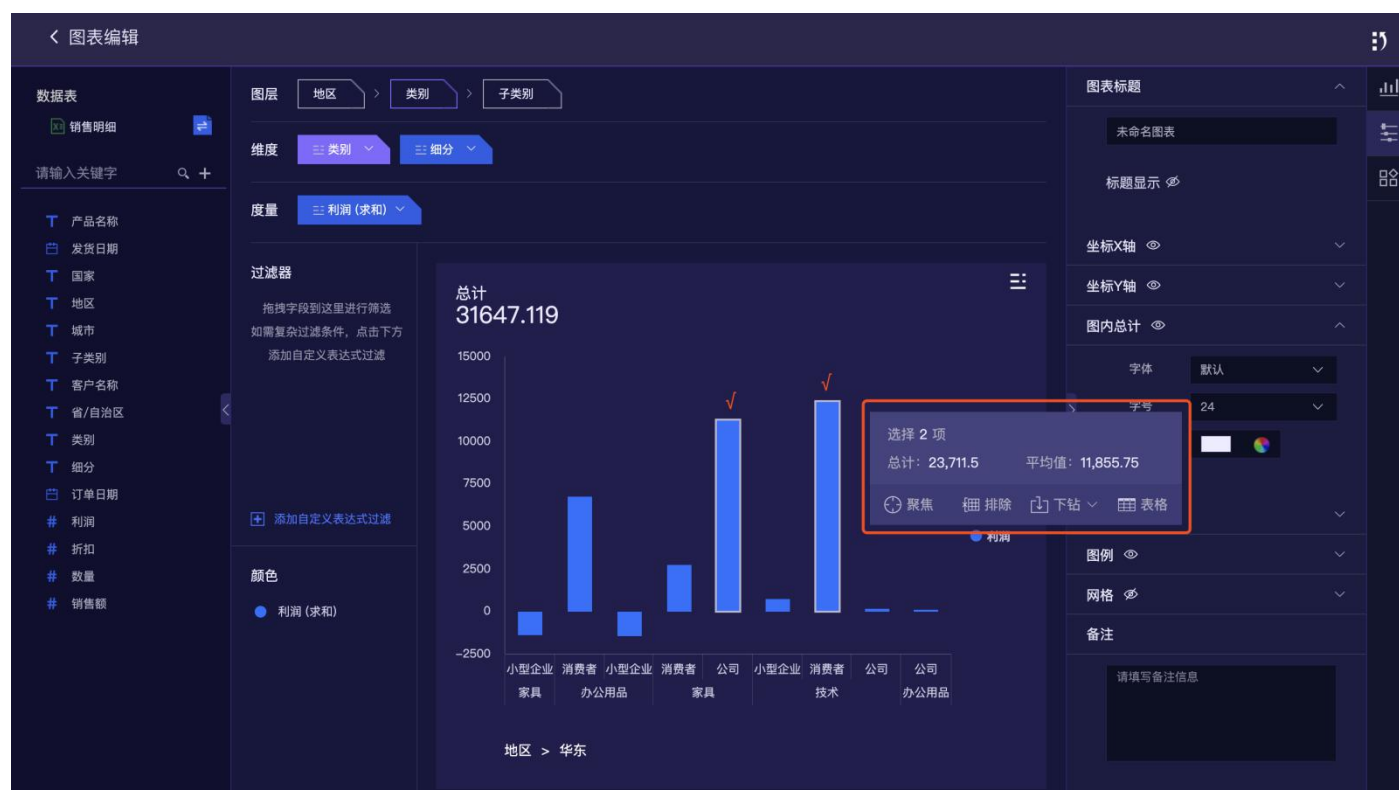 图表编辑
数据表
销售明细
请输入关键字
产品名称
发货日期
国家
地区
城市
子类别
客户名称
省/自治区
类别
细分
订单日期
利润
折扣
数量
销售额
图层 地区 > 类别 > 子类别
维度 类别 细分
度量 利润 (求和)
过滤器
拖拽字段到这里进行筛选
如需复杂过滤条件，点击下方
添加自定义表达式过滤
添加自定义表达式过滤
颜色
利润 (求和)
总计
31647.119
15000
12500
10000
7500
5000
2500
0
−2500
√ √
小型企业 消费者 小型企业 消费者 公司 小型企业 消费者 公司 公司
家具 办公用品 家具 技术 办公用品
地区 > 华东
利润
选择 2 项
总计: 23,711.5 平均值: 11,855.75
聚焦 排除 下钻 表格
图表标题
未命名图表
标题显示
坐标X轴
坐标Y轴
图内总计
字体 默认
字号 24
图例
网格
备注
请填写备注信息